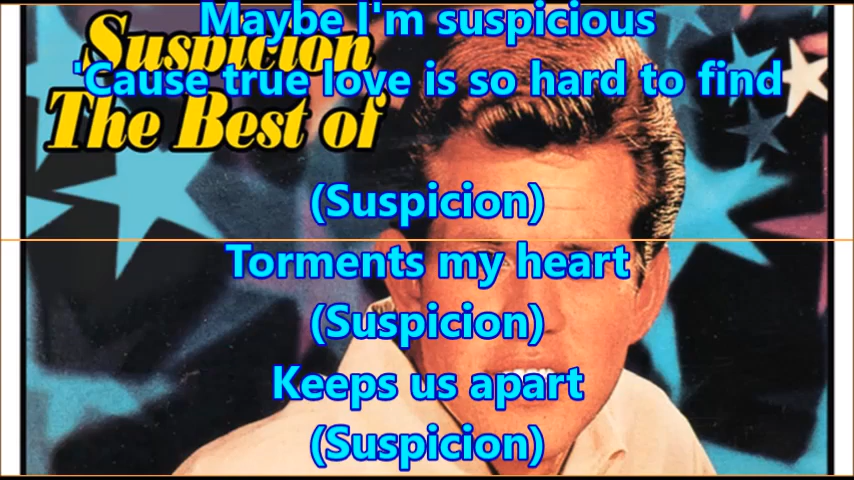 Maybe I'm suspicious
Suspicion
'Cause true love is so hard to find
The Best of
(Suspicion)
Torments my heart
(Suspicion)
Keeps us apart
(Suspicion)